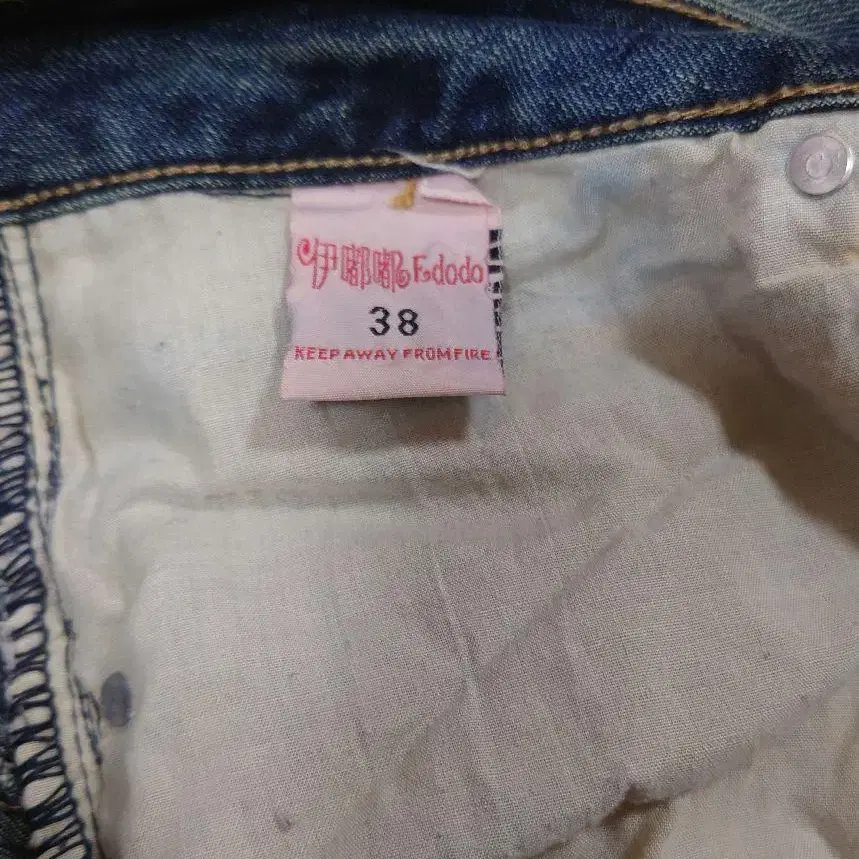 伊嘟嘟 Edodo
38
KEEP AWAY FROM FIRE